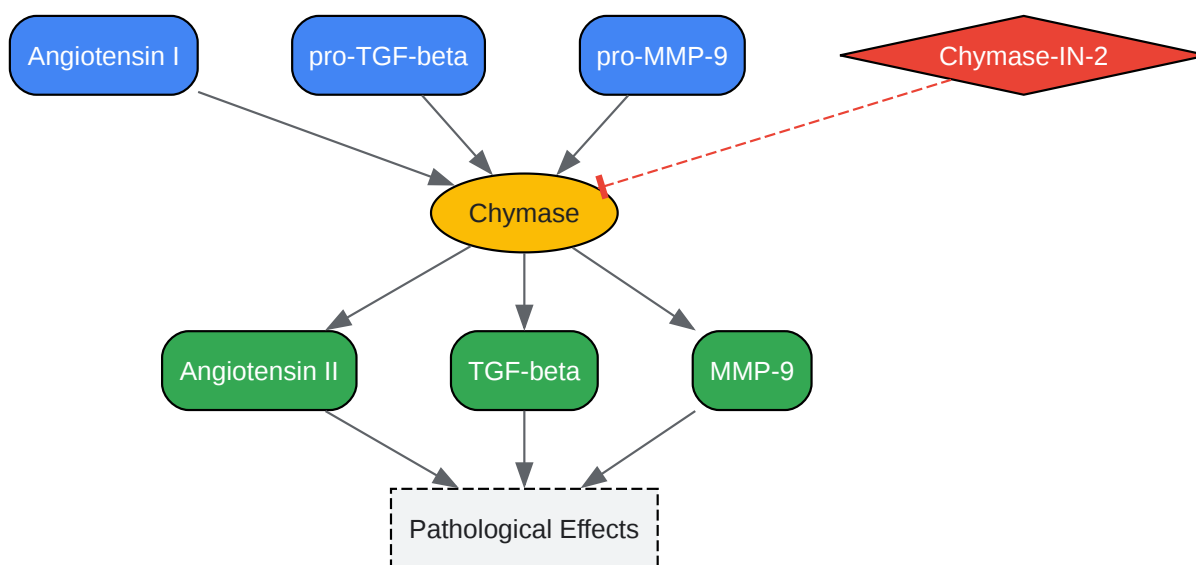 Angiotensin I
pro-TGF-beta
pro-MMP-9
Chymase-IN-2
Chymase
Angiotensin II
TGF-beta
MMP-9
Pathological Effects